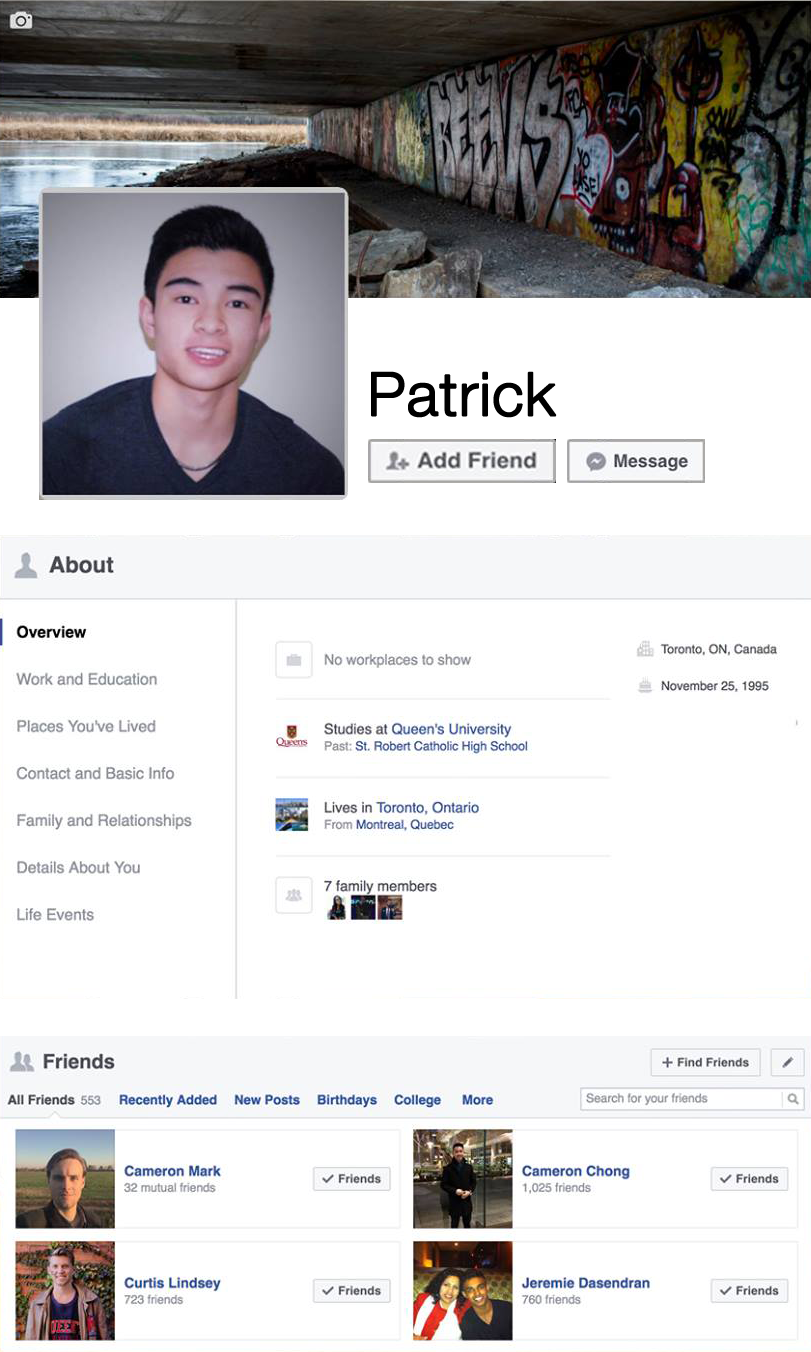 REEVES
YO
BASE
Patrick
Add Friend
Message
About
Overview
Work and Education
Places You've Lived
Contact and Basic Info
Family and Relationships
Details About You
Life Events
No workplaces to show
Queen's
Studies at Queen's University
Past: St. Robert Catholic High School
Lives in Toronto, Ontario
From Montreal, Quebec
7 family members
Toronto, ON, Canada
November 25, 1995
Friends
+ Find Friends
All Friends 553 Recently Added New Posts Birthdays College More
Search for your friends
Cameron Mark
32 mutual friends
Friends
Cameron Chong
1,025 friends
Friends
Curtis Lindsey
723 friends
Friends
Jeremie Dasendran
760 friends
Friends